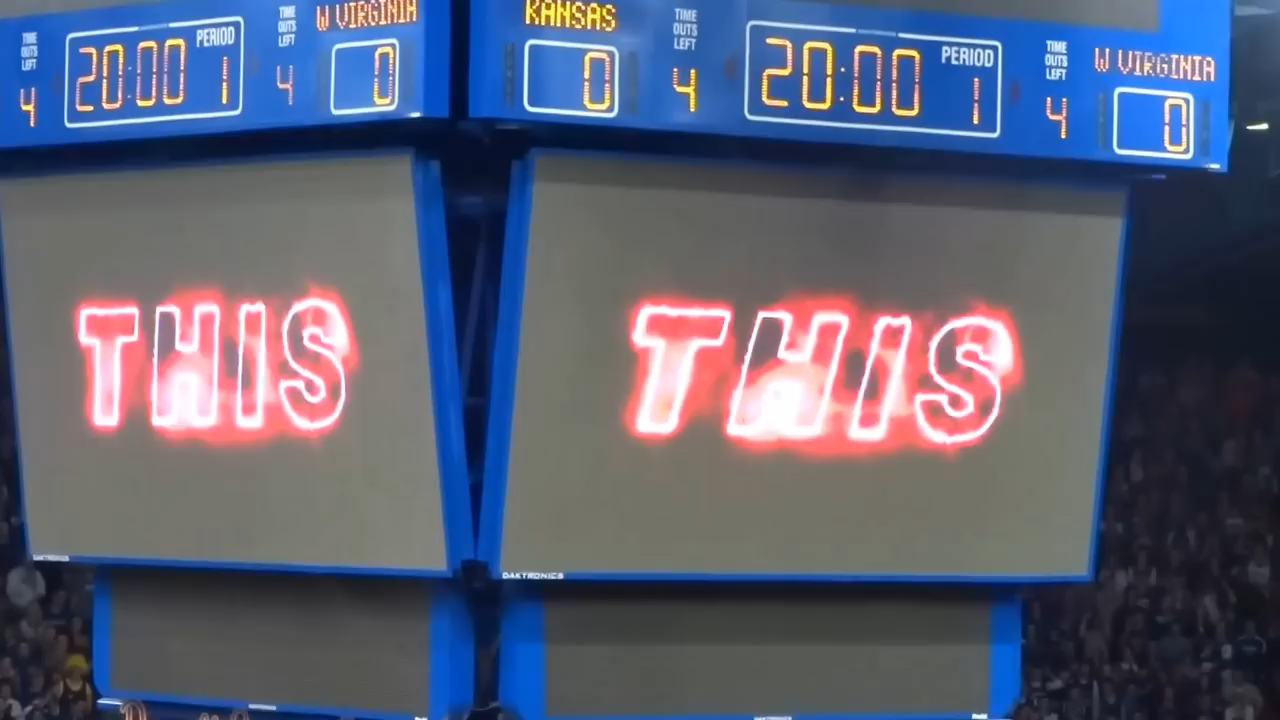 TIME OUTS LEFT
4
20:00
PERIOD
1
TIME OUTS LEFT
4
W VIRGINIA
0
KANSAS
0
TIME OUTS LEFT
4
20:00
PERIOD
1
TIME OUTS LEFT
4
W VIRGINIA
0
THIS
THIS
DAKTRONICS
DAKTRONICS